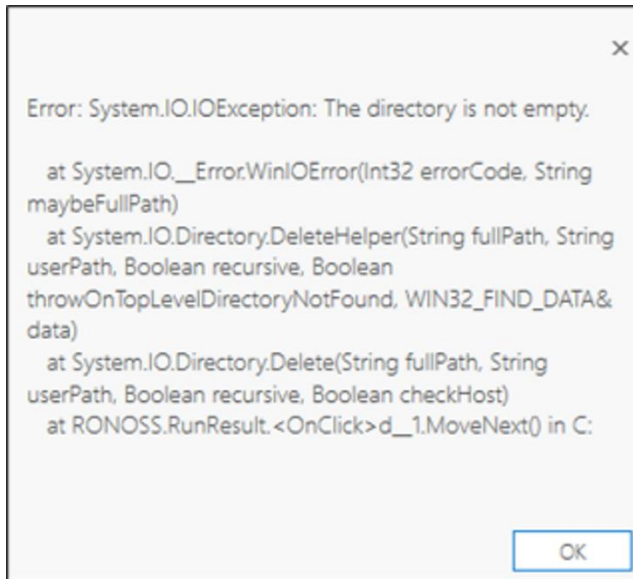 Error: System.IO.IOException: The directory is not empty.
at System.IO.__Error.WinIOError(Int32 errorCode, String
maybeFullPath)
at System.IO.Directory.DeleteHelper(String fullPath, String
userPath, Boolean recursive, Boolean
throwOnTopLevelDirectoryNotFound, WIN32_FIND_DATA&
data)
at System.IO.Directory.Delete(String fullPath, String
userPath, Boolean recursive, Boolean checkHost)
at RONOSS.RunResult.<OnClick>d__1.MoveNext() in C:
OK